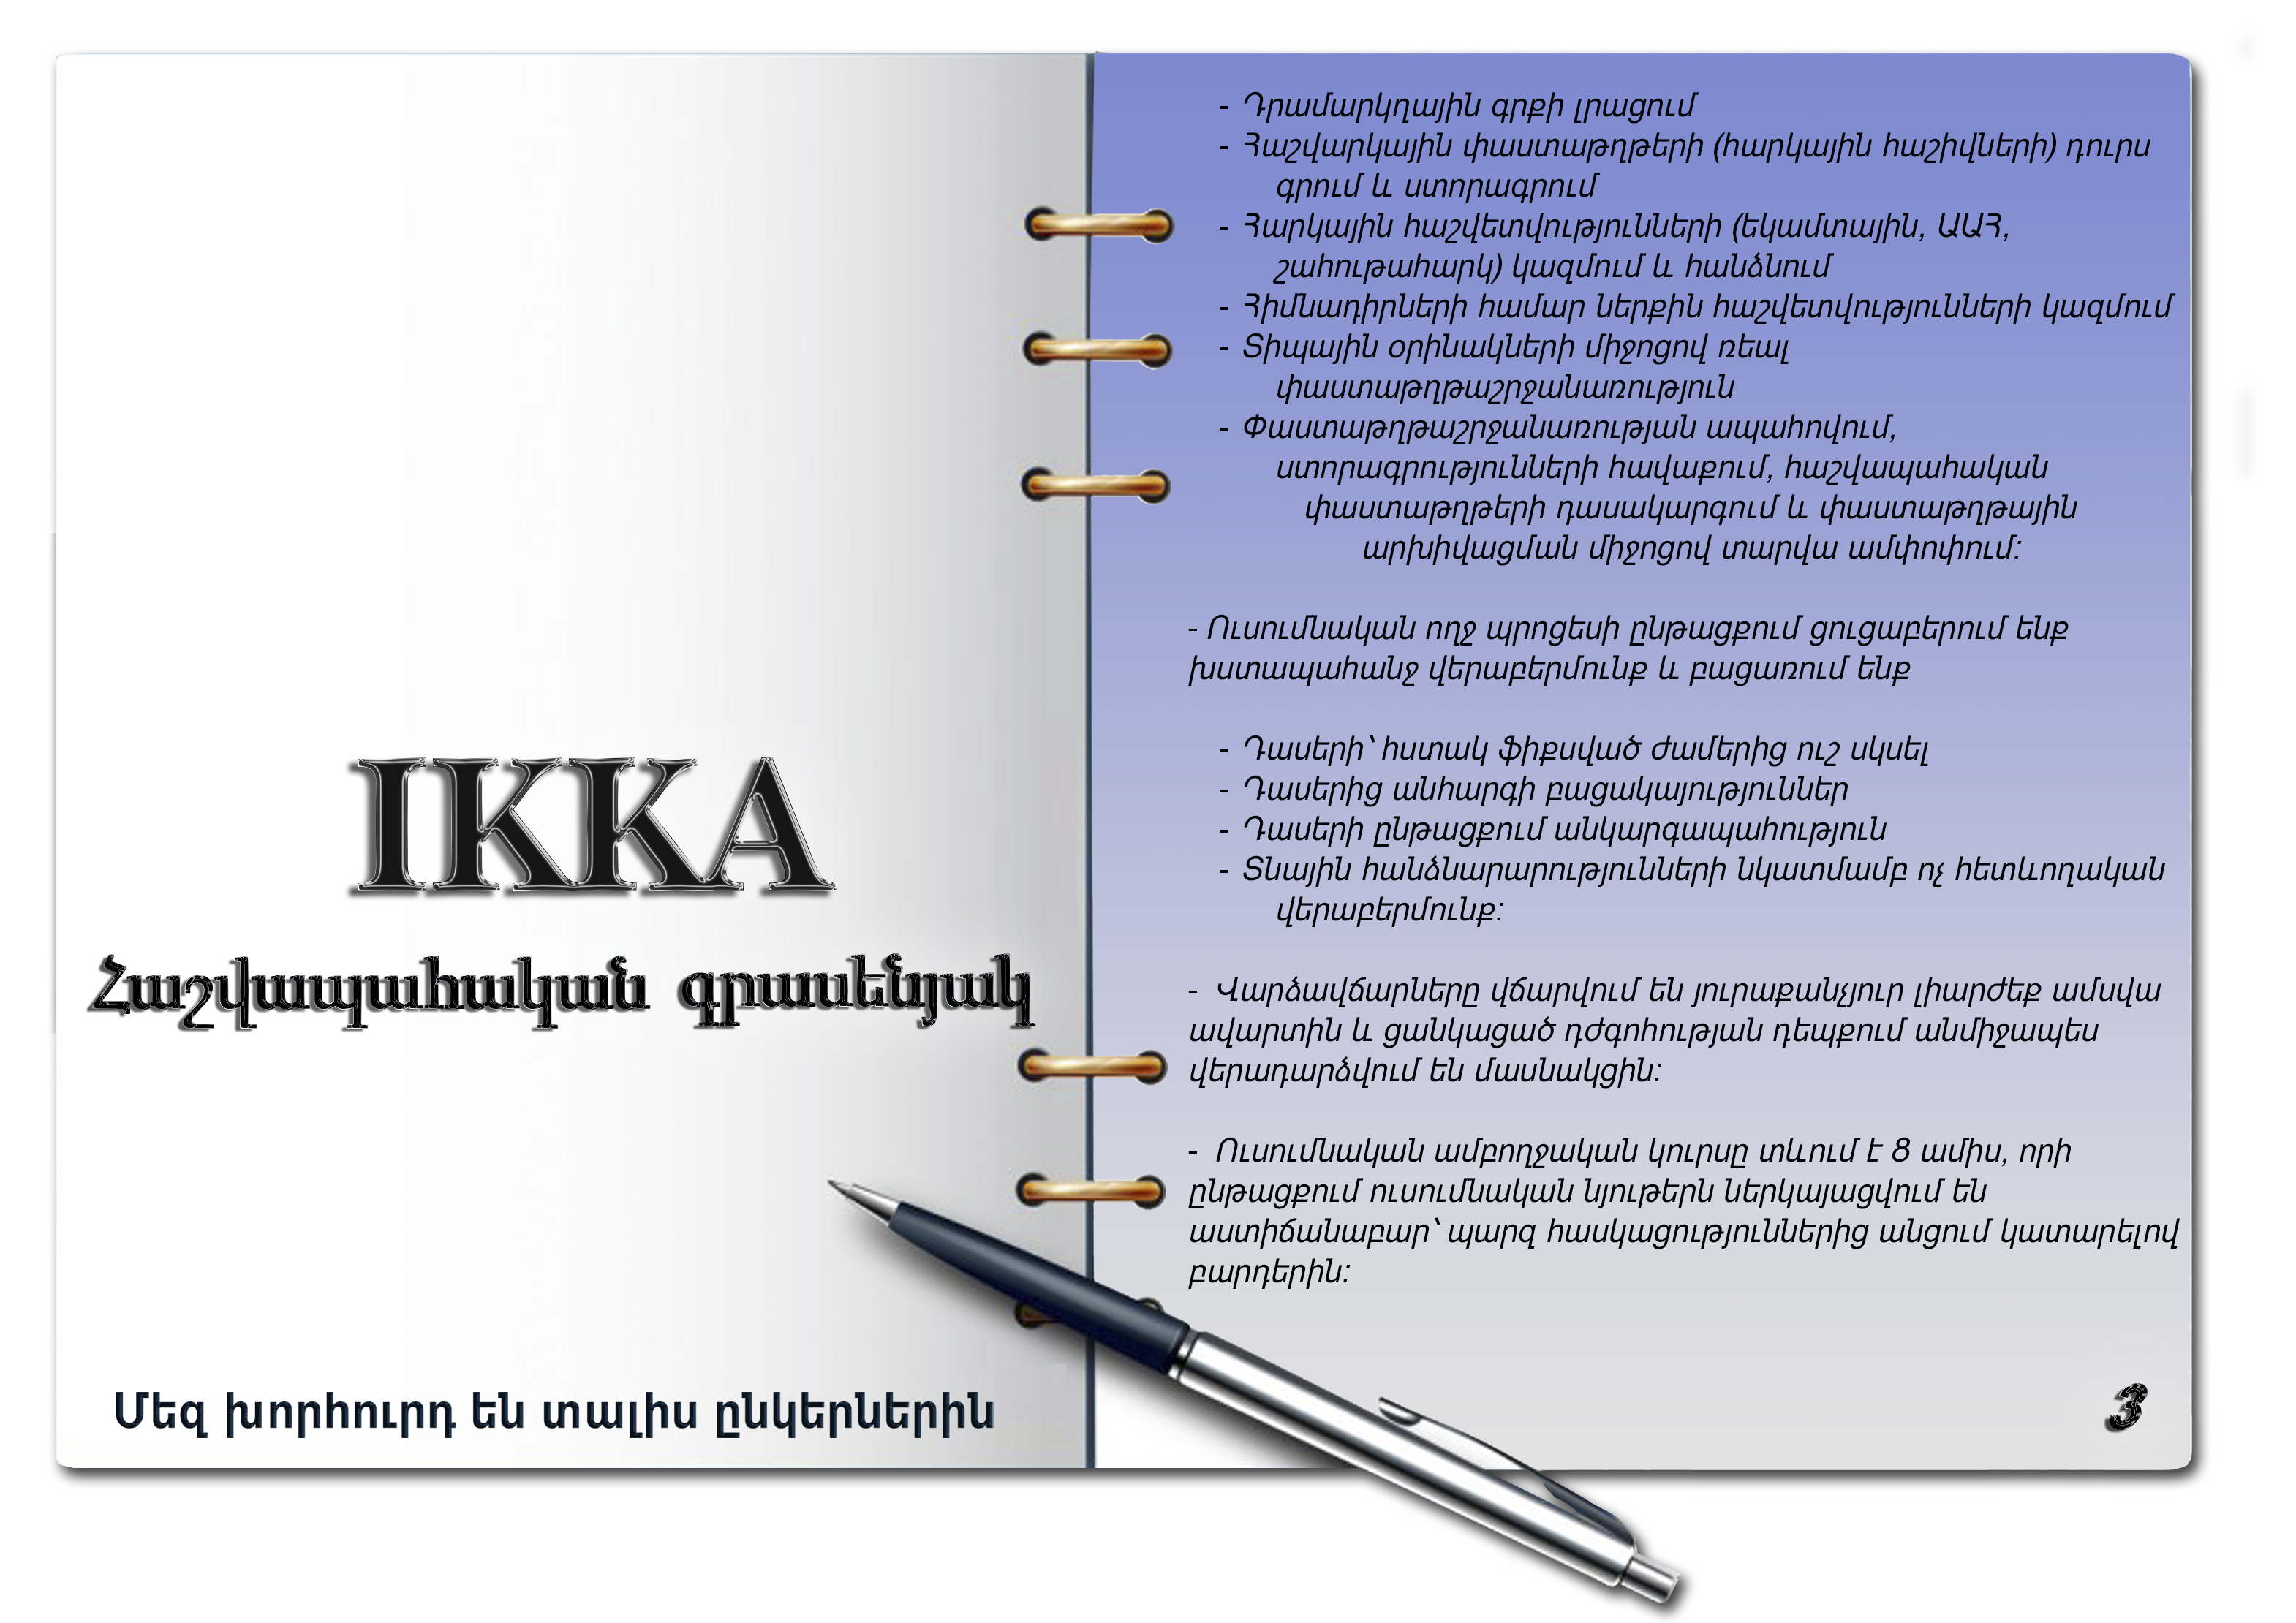 IKKA
Հաշվապահական գրասենյակ
Մեզ խորհուրդ են տալիս ընկերներին
- Դրամարկղային գրքի լրացում
- Հաշվարկային փաստաթղթերի (հարկային հաշիվների) դուրս
գրում և ստորագրում
- Հարկային հաշվետվությունների (եկամտային, ԱԱՀ,
շահութահարկ) կազմում և հանձնում
- Հիմնադիրների համար ներքին հաշվետվությունների կազմում
- Տիպային օրինակների միջոցով ռեալ
փաստաթղթաշրջանառություն
- Փաստաթղթաշրջանառության ապահովում,
ստորագրությունների հավաքում, հաշվապահական
փաստաթղթերի դասակարգում և փաստաթղթային
արխիվացման միջոցով տարվա ամփոփում:
- Ուսումնական ողջ պրոցեսի ընթացքում ցուցաբերում ենք
խստապահանջ վերաբերմունք և բացառում ենք
- Դասերի՝ հստակ ֆիքսված ժամերից ուշ սկսել
- Դասերից անհարգի բացակայություններ
- Դասերի ընթացքում անկարգապահություն
- Տնային հանձնարարությունների նկատմամբ ոչ հետևողական
վերաբերմունք:
- Վարձավճարները վճարվում են յուրաքանչյուր լիարժեք ամսվա
ավարտին և ցանկացած դժգոհության դեպքում անմիջապես
վերադարձվում են մասնակցին:
- Ուսումնական ամբողջական կուրսը տևում է 8 ամիս, որի
ընթացքում ուսումնական նյութերն ներկայացվում են
աստիճանաբար՝ պարզ հասկացություններից անցում կատարելով
բարդերին:
3